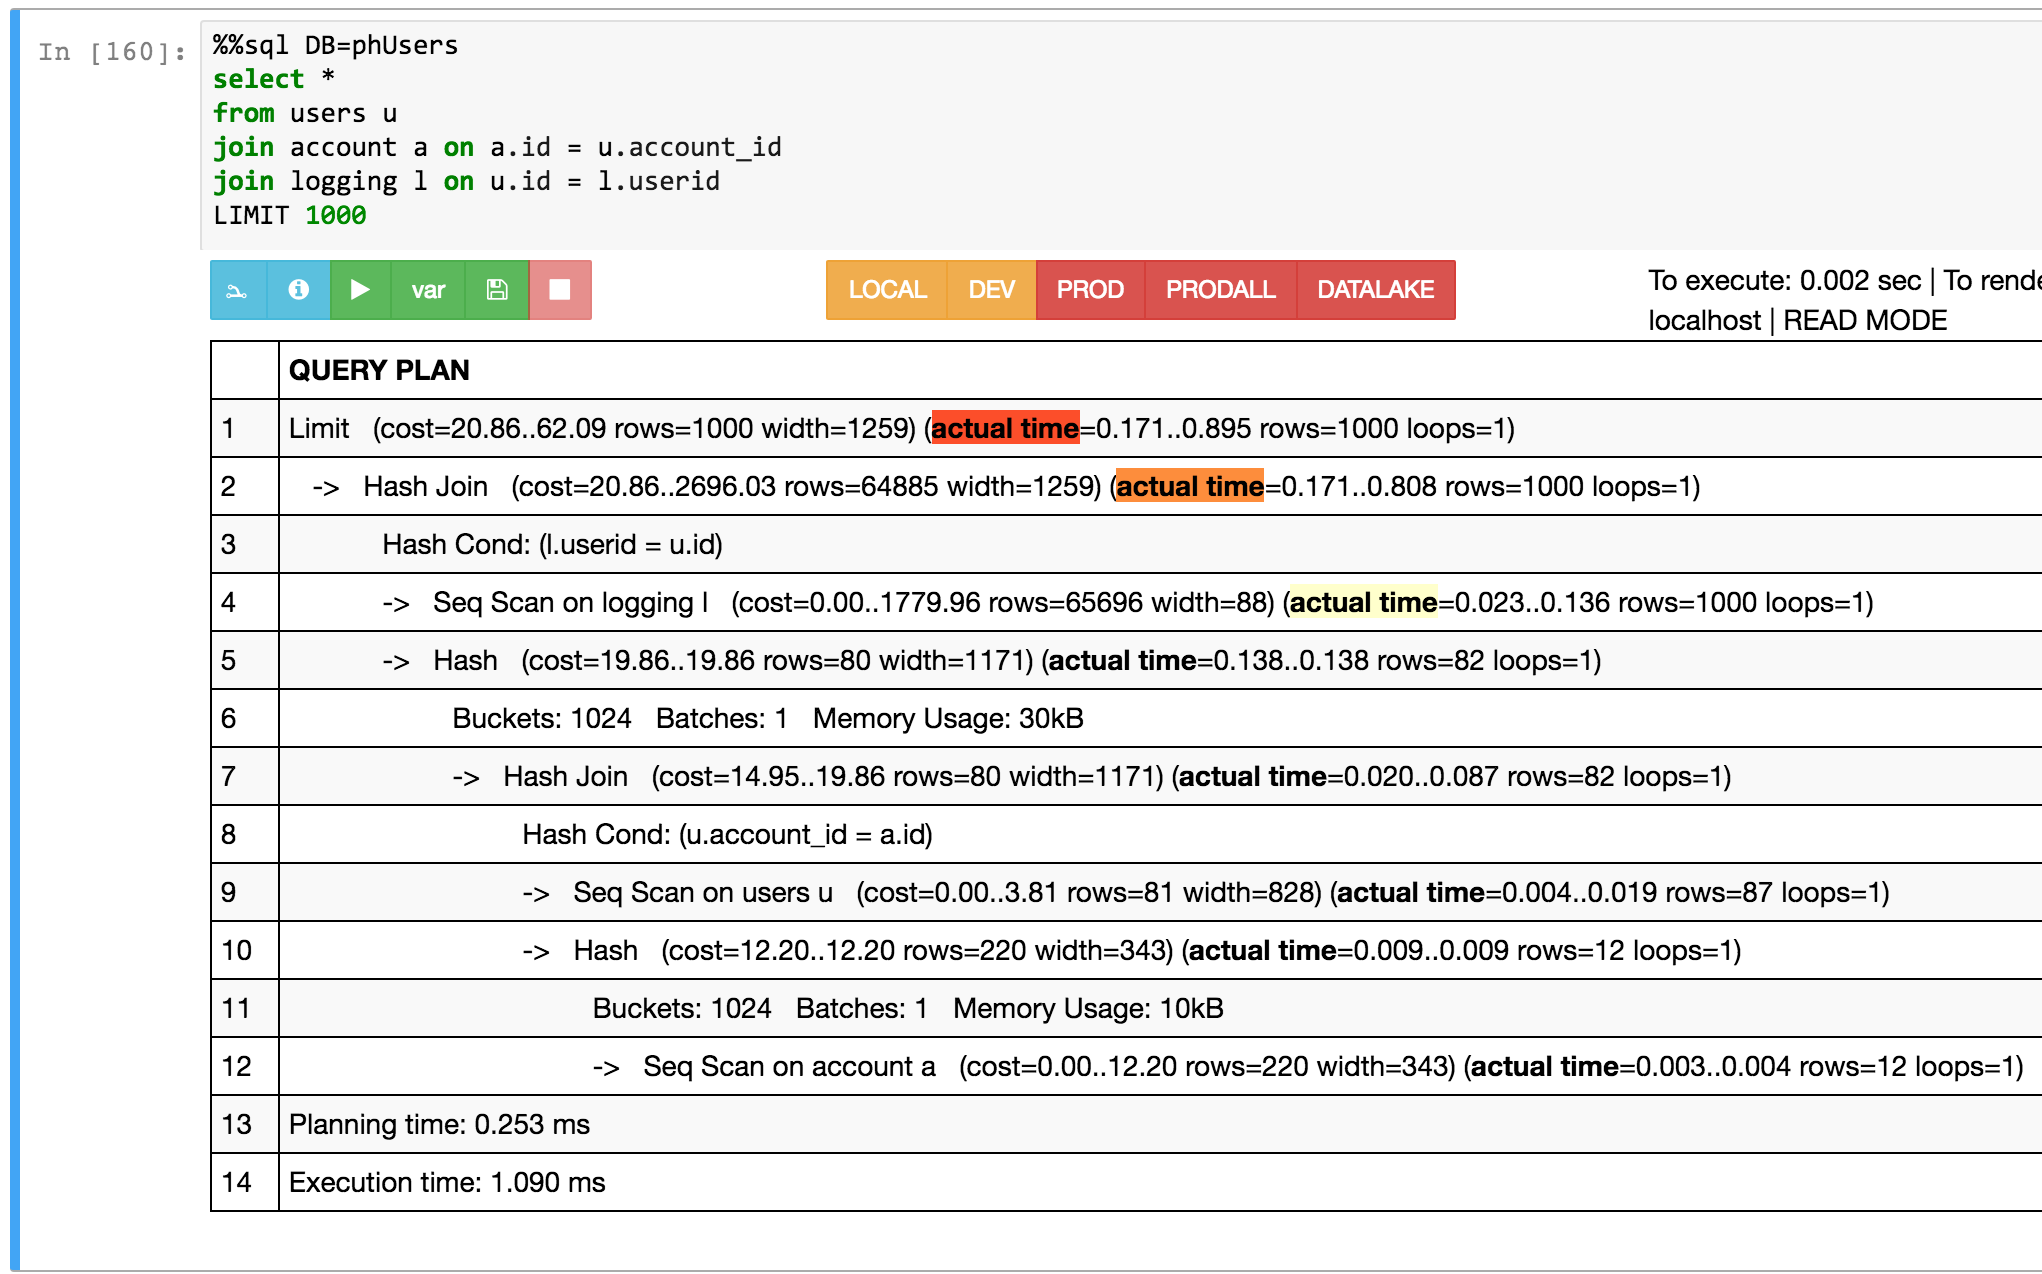 In [160]:
%%sql DB=phUsers
select *
from users u
join account a on a.id = u.account_id
join logging l on u.id = l.userid
LIMIT 1000
var
LOCAL DEV PROD PRODALL DATALAKE
To execute: 0.002 sec | To rende
localhost | READ MODE
QUERY PLAN
1 Limit (cost=20.86..62.09 rows=1000 width=1259) (actual time=0.171..0.895 rows=1000 loops=1)
2 -> Hash Join (cost=20.86..2696.03 rows=64885 width=1259) (actual time=0.171..0.808 rows=1000 loops=1)
3 Hash Cond: (l.userid = u.id)
4 -> Seq Scan on logging l (cost=0.00..1779.96 rows=65696 width=88) (actual time=0.023..0.136 rows=1000 loops=1)
5 -> Hash (cost=19.86..19.86 rows=80 width=1171) (actual time=0.138..0.138 rows=82 loops=1)
6 Buckets: 1024 Batches: 1 Memory Usage: 30kB
7 -> Hash Join (cost=14.95..19.86 rows=80 width=1171) (actual time=0.020..0.087 rows=82 loops=1)
8 Hash Cond: (u.account_id = a.id)
9 -> Seq Scan on users u (cost=0.00..3.81 rows=81 width=828) (actual time=0.004..0.019 rows=87 loops=1)
10 -> Hash (cost=12.20..12.20 rows=220 width=343) (actual time=0.009..0.009 rows=12 loops=1)
11 Buckets: 1024 Batches: 1 Memory Usage: 10kB
12 -> Seq Scan on account a (cost=0.00..12.20 rows=220 width=343) (actual time=0.003..0.004 rows=12 loops=1)
13 Planning time: 0.253 ms
14 Execution time: 1.090 ms